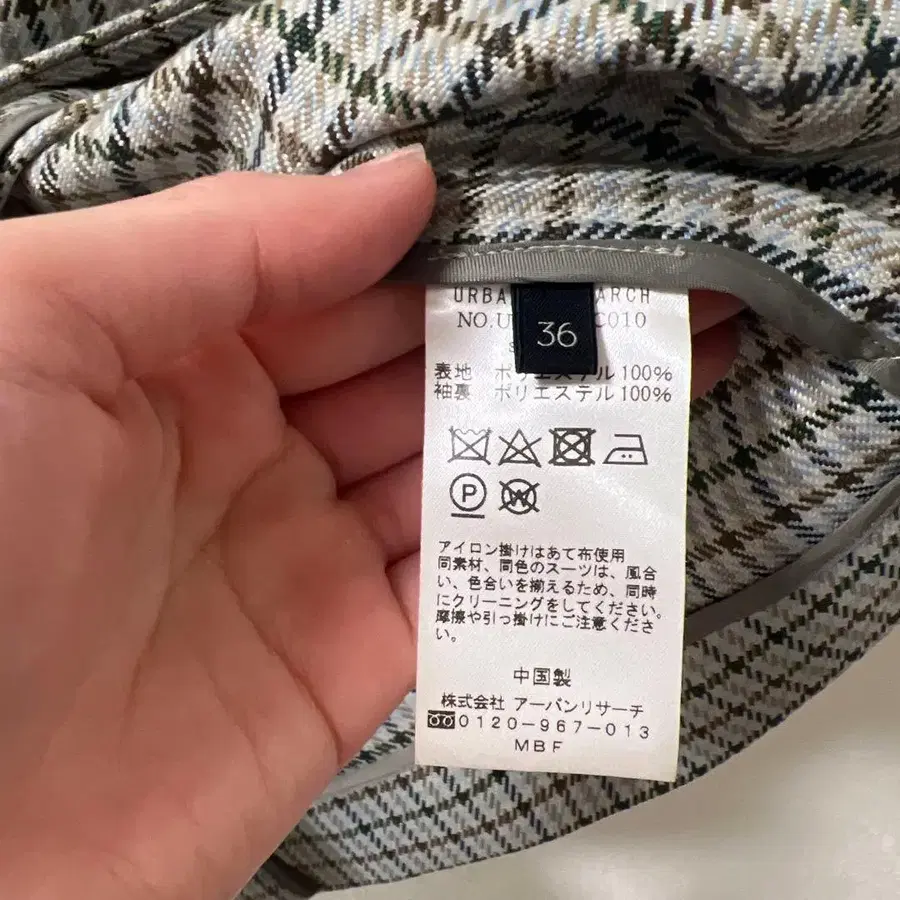 URBA ARCH
NO.U C010
36
表地 ポリエステル 100%
袖裏 ポリエステル 100%
P
W
アイロン掛けはあて布使用
同素材、同色のスーツは、風合
い、色合いを揃えるため、同時
にクリーニングをしてください。
摩擦や引っ掛けにご注意くださ
い。
中国製
株式会社 アーバンリサーチ
0120-967-013
MBF